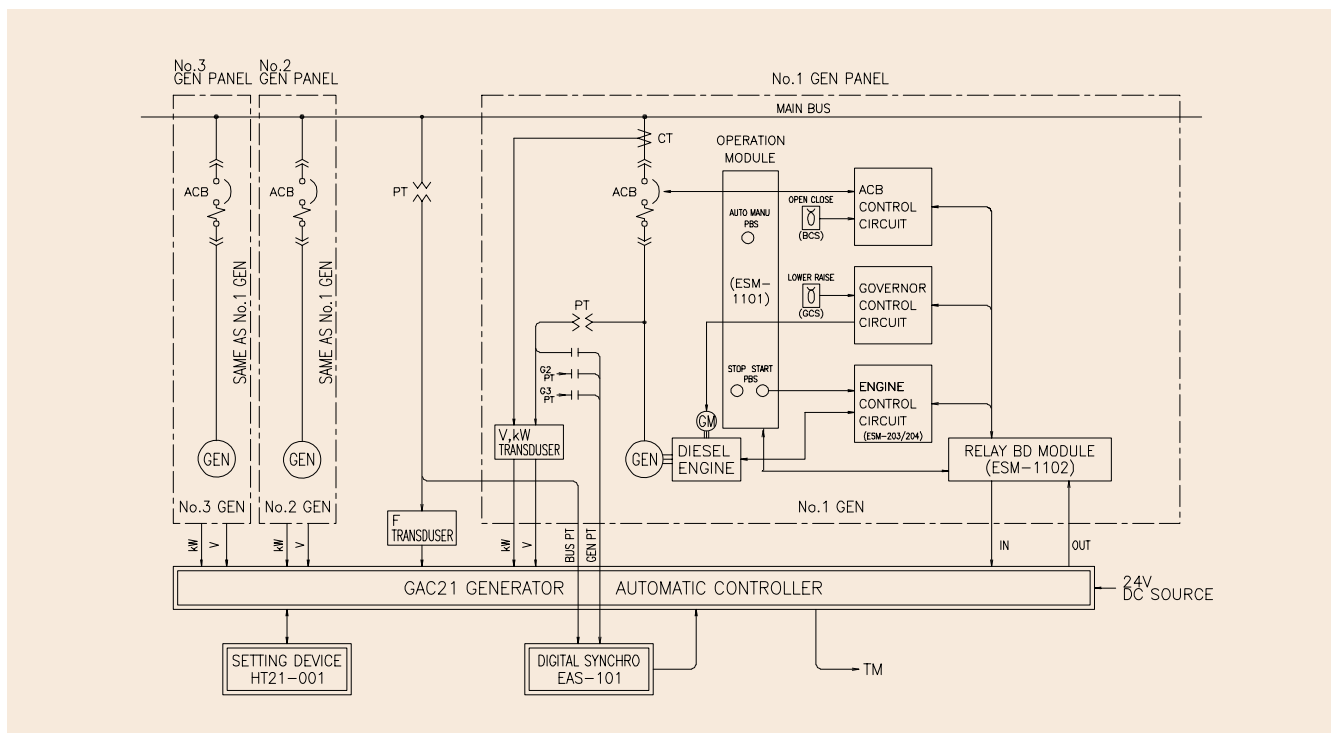 No.3
GEN PANEL
No.2
GEN PANEL
No.1 GEN PANEL
MAIN BUS
CT
OPERATION
MODULE
ACB
ACB
PT
ACB
AUTO MANU
PBS
OPEN CLOSE
(BCS)
ACB
CONTROL
CIRCUIT
SAME AS No.1 GEN
SAME AS No.1 GEN
(ESM-
1101)
LOWER RAISE
(GCS)
GOVERNOR
CONTROL
CIRCUIT
PT
G2
PT
G3
PT
STOP START
PBS
ENGINE
CONTROL
CIRCUIT
(ESM-203/204)
GM
V,kW
TRANSDUSER
GEN
GEN
GEN
DIESEL
ENGINE
RELAY BD MODULE
(ESM-1102)
No.3 GEN
No.2 GEN
No.1 GEN
F
TRANSDUSER
kW
V
kW
V
kW
V
BUS PT
GEN PT
IN
OUT
GAC21 GENERATOR AUTOMATIC CONTROLLER
24V
DC SOURCE
SETTING DEVICE
HT21-001
DIGITAL SYNCHRO
EAS-101
TM